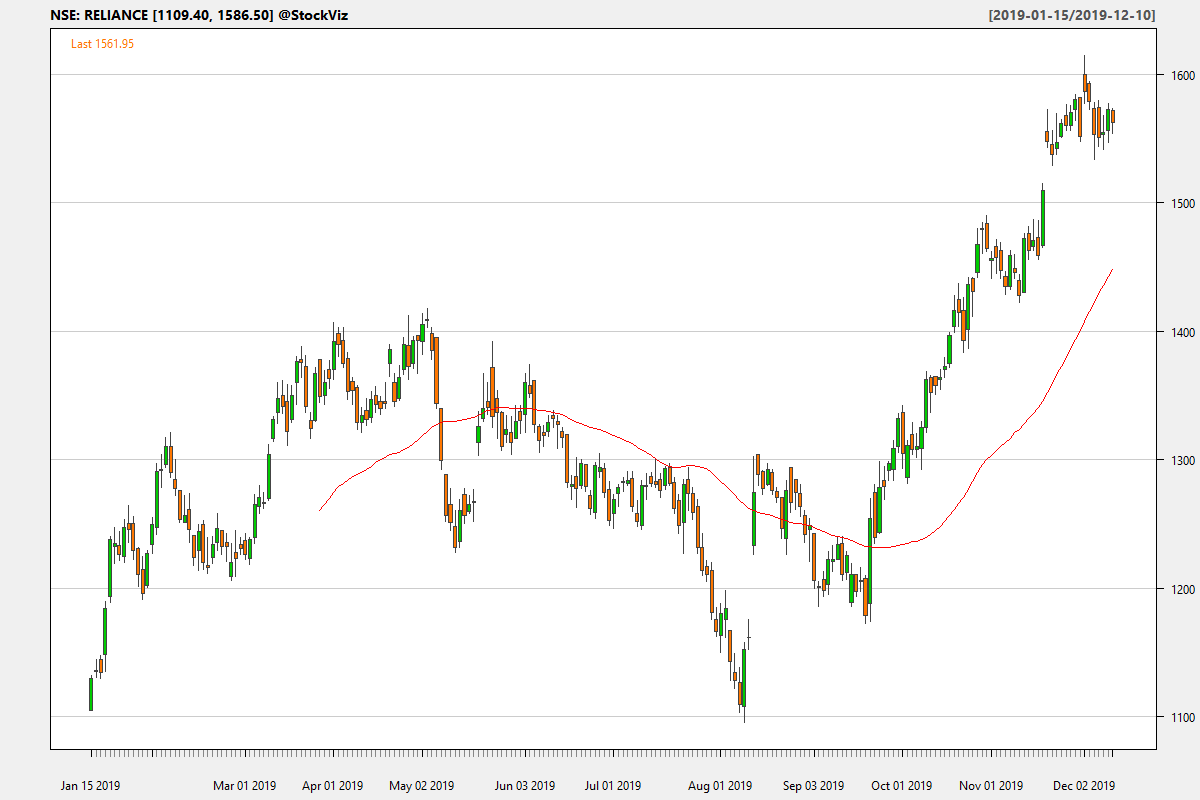 NSE: RELIANCE [1109.40, 1586.50] @StockViz [2019-01-15/2019-12-10]
Last 1561.95
1600
1500
1400
1300
1200
1100
Jan 15 2019 Mar 01 2019 Apr 01 2019 May 02 2019 Jun 03 2019 Jul 01 2019 Aug 01 2019 Sep 03 2019 Oct 01 2019 Nov 01 2019 Dec 02 2019